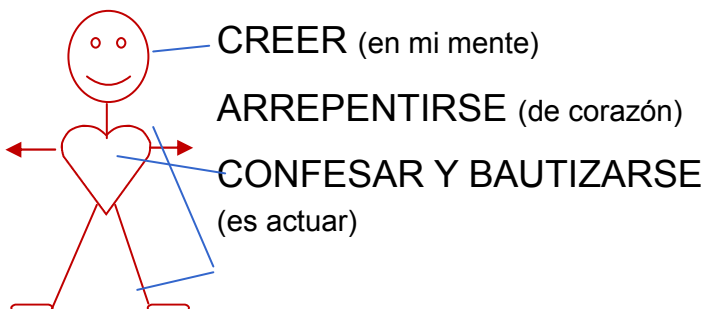 CREER (en mi mente)
ARREPENTIRSE (de corazón)
CONFESAR Y BAUTIZARSE
(es actuar)